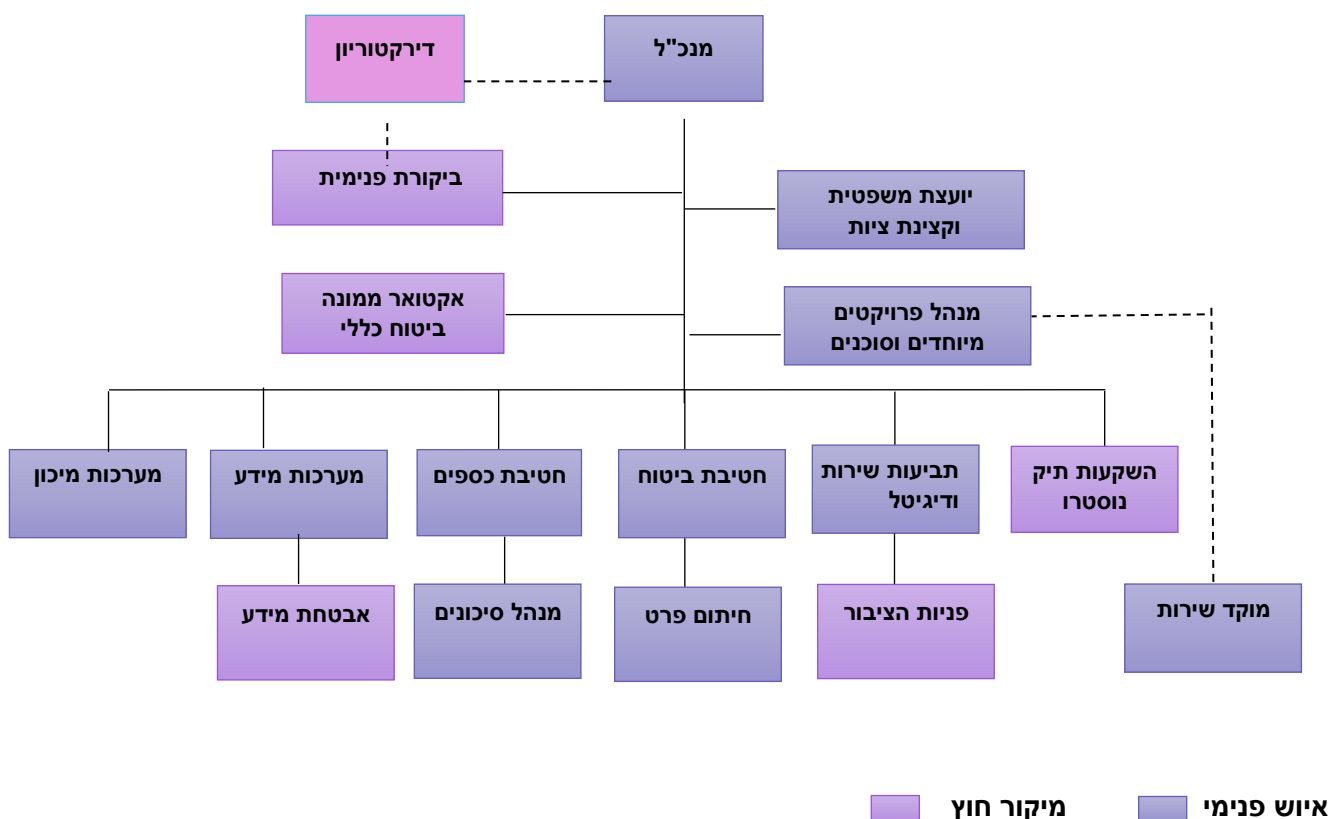 מנכ"ל
דירקטוריון
ביקורת פנימית
יועצת משפטית
וקצינת ציות
אקטואר ממונה
ביטוח כללי
מנהל פרויקטים
מיוחדים וסוכנים
השקעות תיק
נוסטרו
תביעות שירות
ודיגיטל
חטיבת ביטוח
חטיבת כספים
מערכות מידע
מערכות מיכון
מוקד שירות
פניות הציבור
חיתום פרט
מנהל סיכונים
אבטחת מידע
איוש פנימי
מיקור חוץ